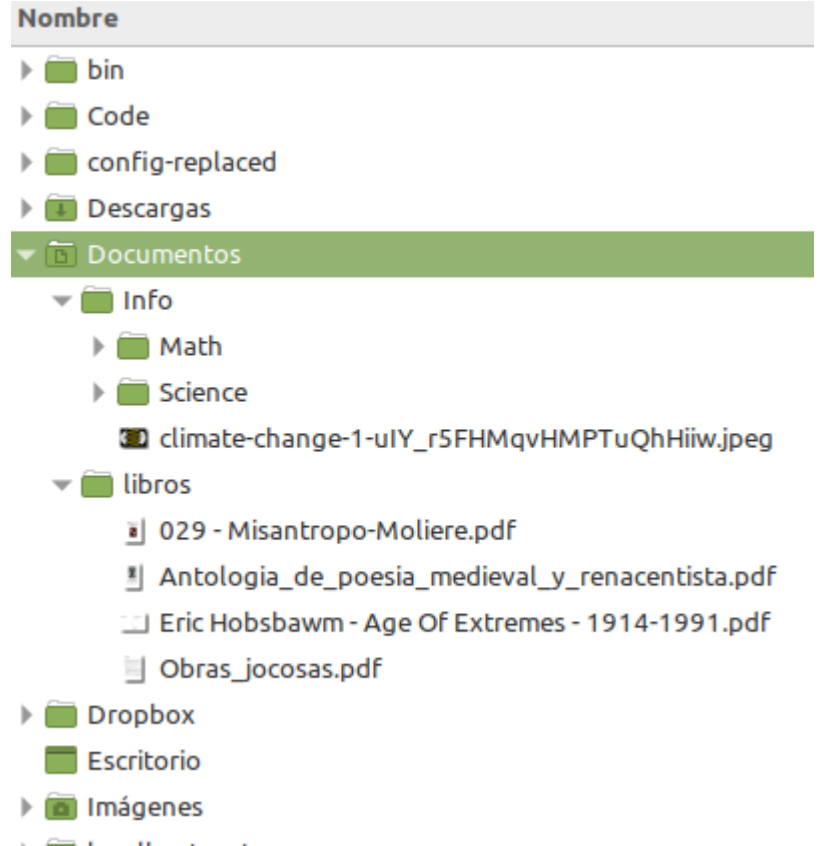 Nombre
bin
Code
config-replaced
Descargas
Documentos
Info
Math
Science
climate-change-1-uIY_r5FHMqvHMPTuQhHiiw.jpeg
libros
029 - Misantropo-Moliere.pdf
Antologia_de_poesia_medieval_y_renacentista.pdf
Eric Hobsbawm - Age Of Extremes - 1914-1991.pdf
Obras_jocosas.pdf
Dropbox
Escritorio
Imágenes